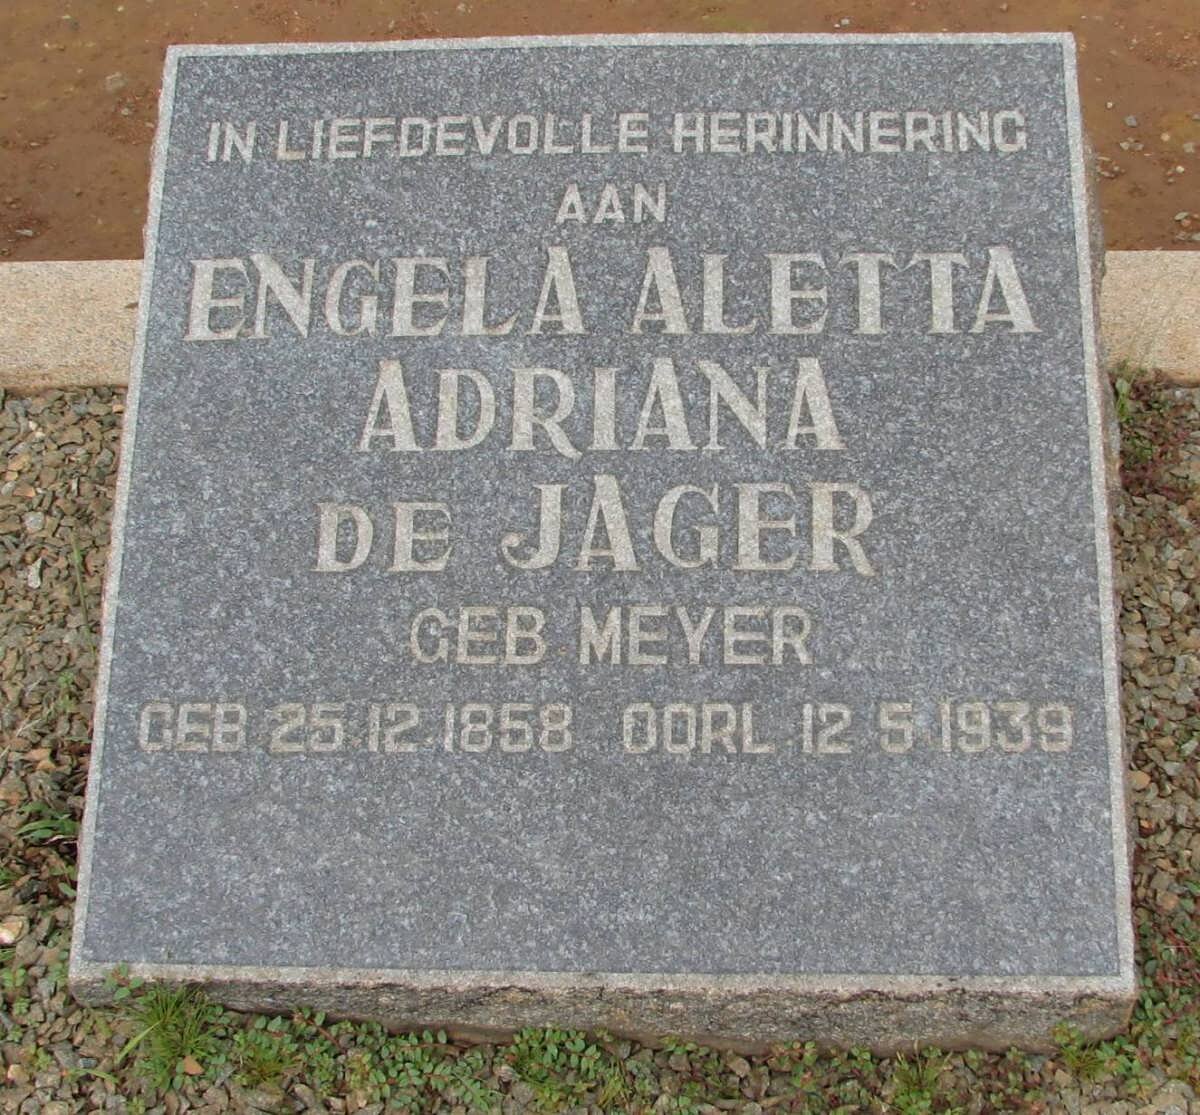 IN LIEFDEVOLLE HERINNERING
AAN
ENGELA ALETTA
ADRIANA
DE JAGER
GEB MEYER
GEB 25·12·1858 OORL 12·5·1939